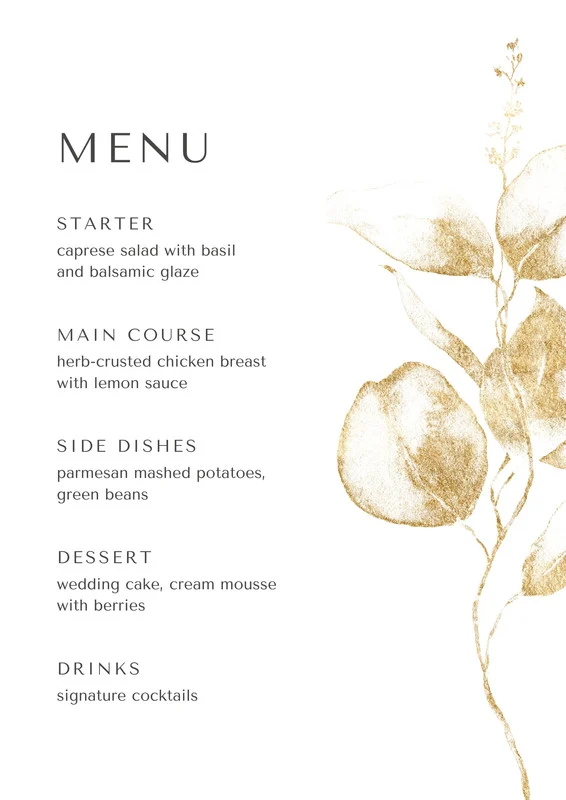 MENU
STARTER
caprese salad with basil
and balsamic glaze
MAIN COURSE
herb-crusted chicken breast
with lemon sauce
SIDE DISHES
parmesan mashed potatoes,
green beans
DESSERT
wedding cake, cream mousse
with berries
DRINKS
signature cocktails